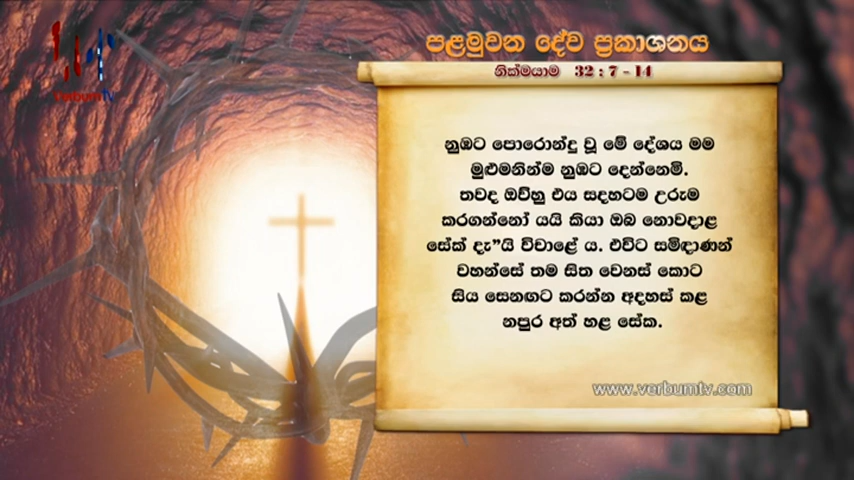 VerbumTV
පළමුවන දේව ප්‍රකාශනය
නික්මයාම 32 : 7 - 14
නුඹට පොරොන්දු වූ මේ දේශය මම
මුළුමනින්ම නුඹට දෙන්නෙමි.
තවද ඔව්හු එය සදහටම උරුම
කරගන්නෝ යයි කියා ඔබ නොවදාළ
සේක් දැ”යි විචාළේ ය. එවිට සමිඳාණන්
වහන්සේ තම සිත වෙනස් කොට
සිය සෙනඟට කරන්න අදහස් කළ
නපුර අත් හළ සේක.
www.verbumtv.com